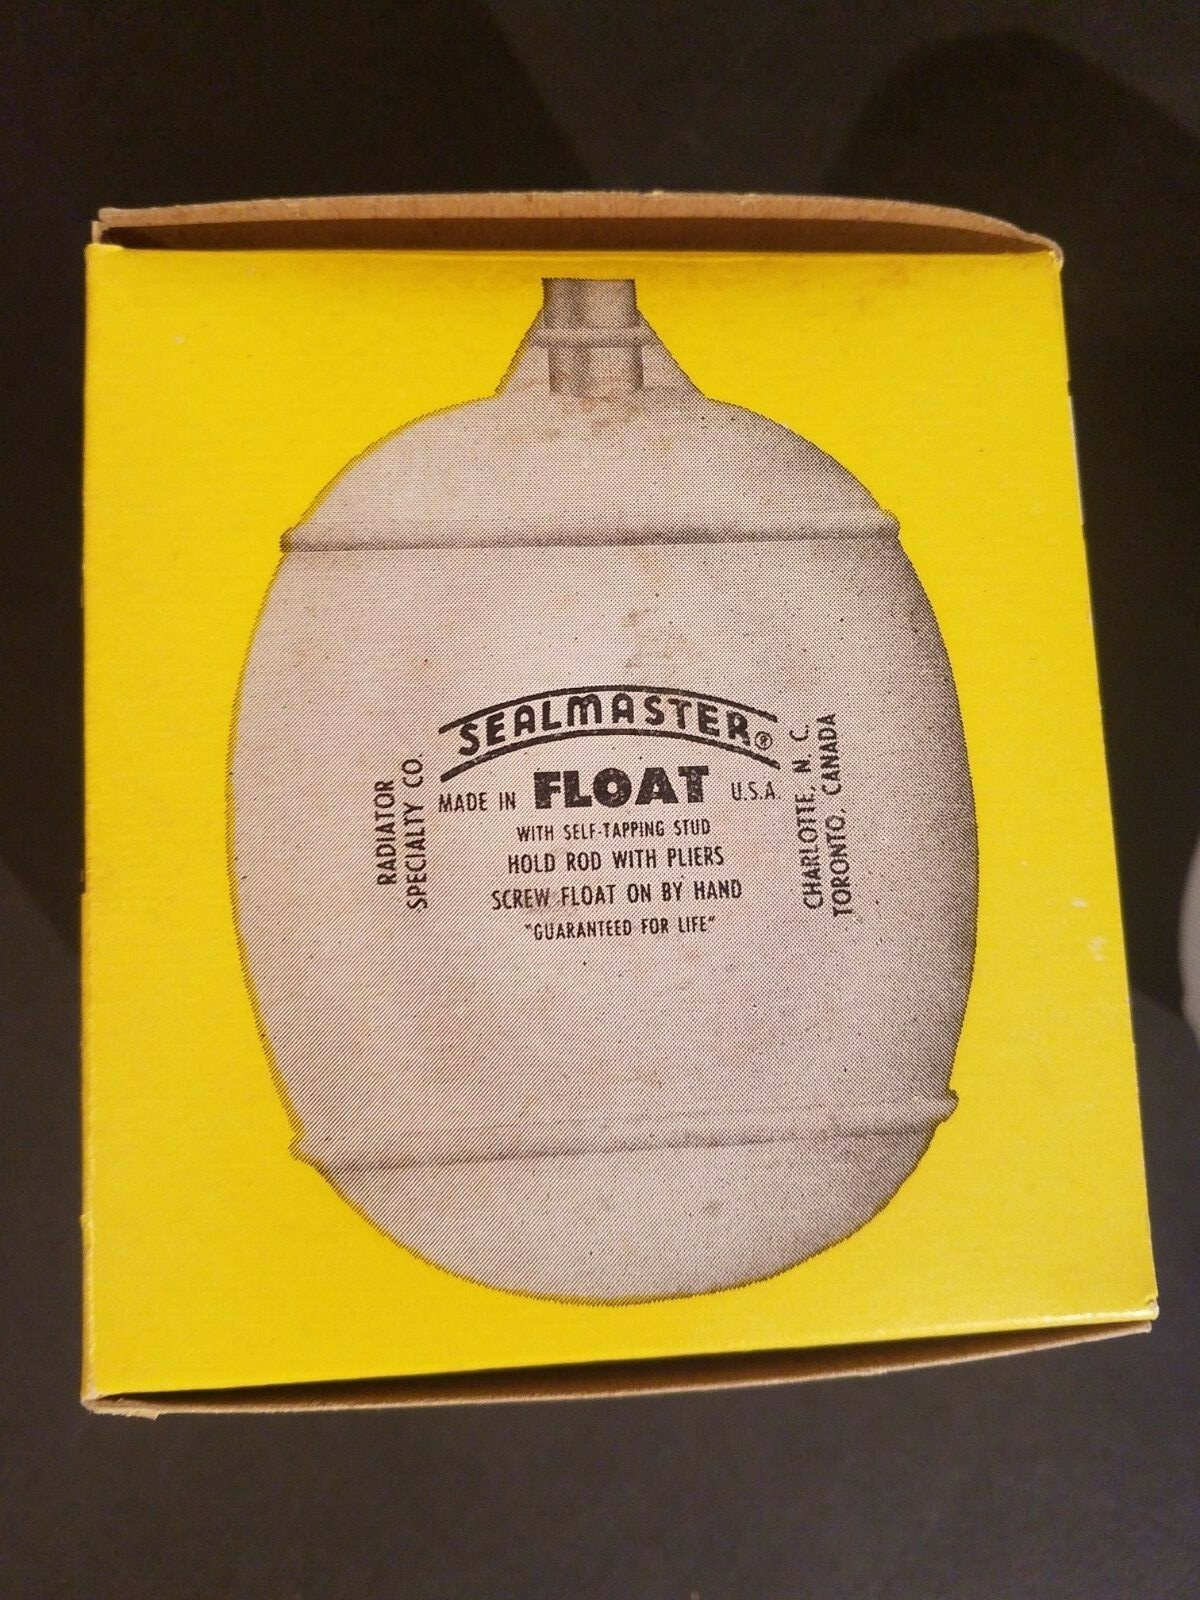 SEALMASTER®
MADE IN FLOAT U.S.A.
WITH SELF-TAPPING STUD
HOLD ROD WITH PLIERS
SCREW FLOAT ON BY HAND
"GUARANTEED FOR LIFE"
RADIATOR
SPECIALTY CO.
CHARLOTTE, N. C.
TORONTO, CANADA